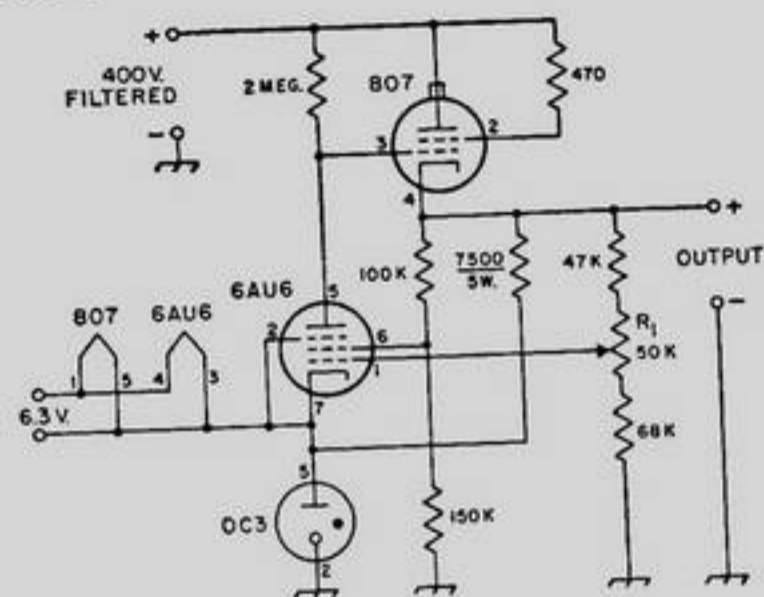 +
400V.
FILTERED
-
2 MEG.
807
470
3
2
4
+
OUTPUT
-
100K
7500
5W.
47K
R1
50K
68K
6AU6
5
2
6
1
7
807
6AU6
1
5
4
3
6.3 V.
5
OC3
2
150K